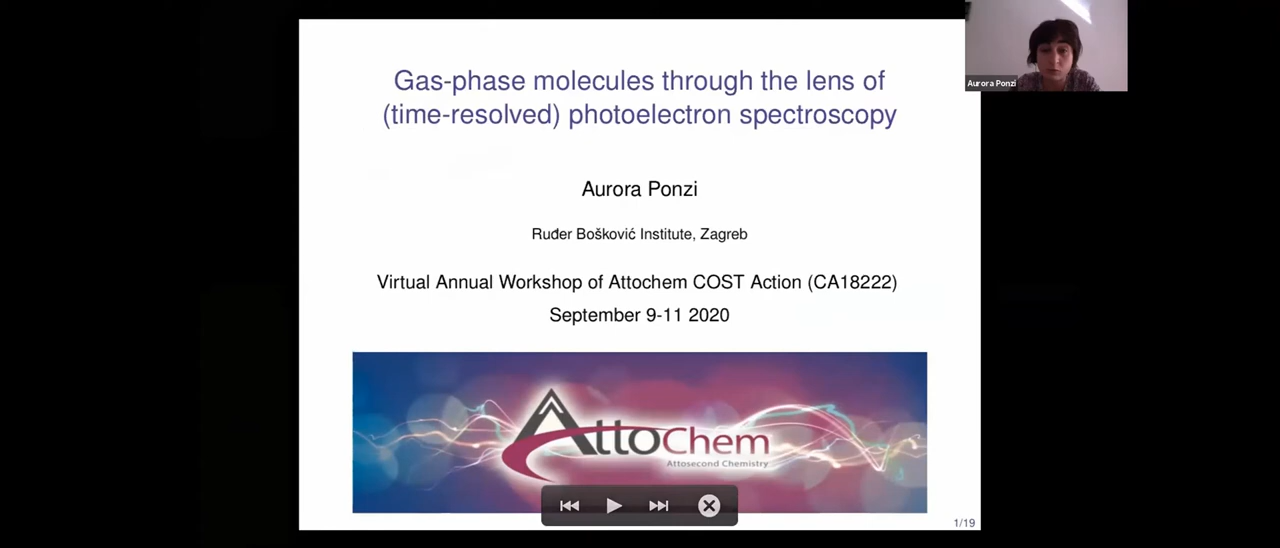 Gas-phase molecules through the lens of
(time-resolved) photoelectron spectroscopy
Aurora Ponzi
Aurora Ponzi
Ruđer Bošković Institute, Zagreb
Virtual Annual Workshop of Attochem COST Action (CA18222)
September 9-11 2020
AttoChem
Attosecond Chemistry
1/19